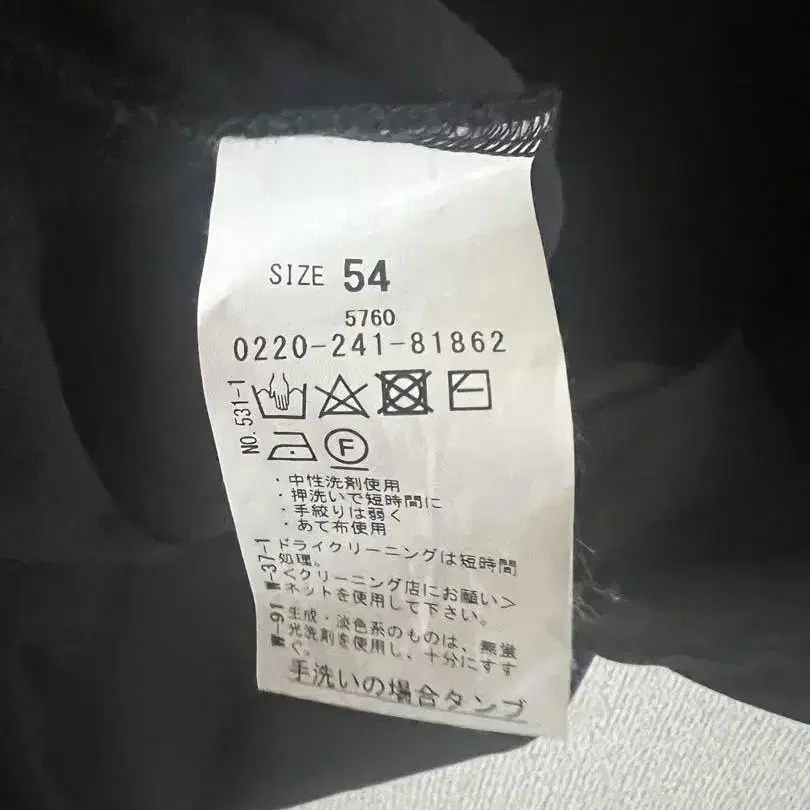 SIZE 54
5760
0220-241-81862
NO.531-1
F
・中性洗剤使用
・押洗いで短時間に
・手絞りは弱く
・あて布使用
W-37-1
ドライクリーニングは短時間
処理。
＜クリーニング店にお願い＞
ネットを使用して下さい。
W-91
生成・淡色系のものは、無蛍
光洗剤を使用し、十分にすす
ぐ。
手洗いの場合タンブ